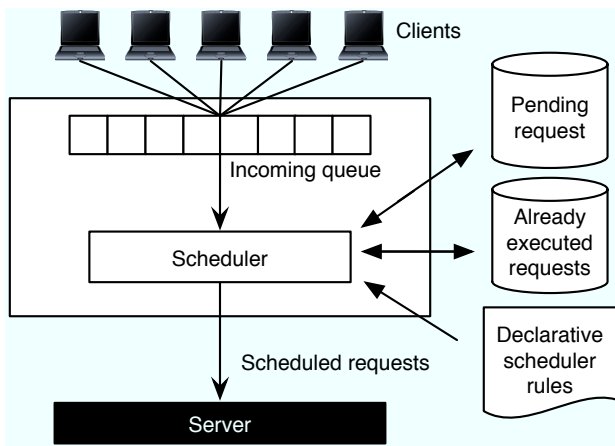 Clients
Pending
request
Incoming queue
Already
executed
requests
Scheduler
Declarative
scheduler
rules
Scheduled requests
Server